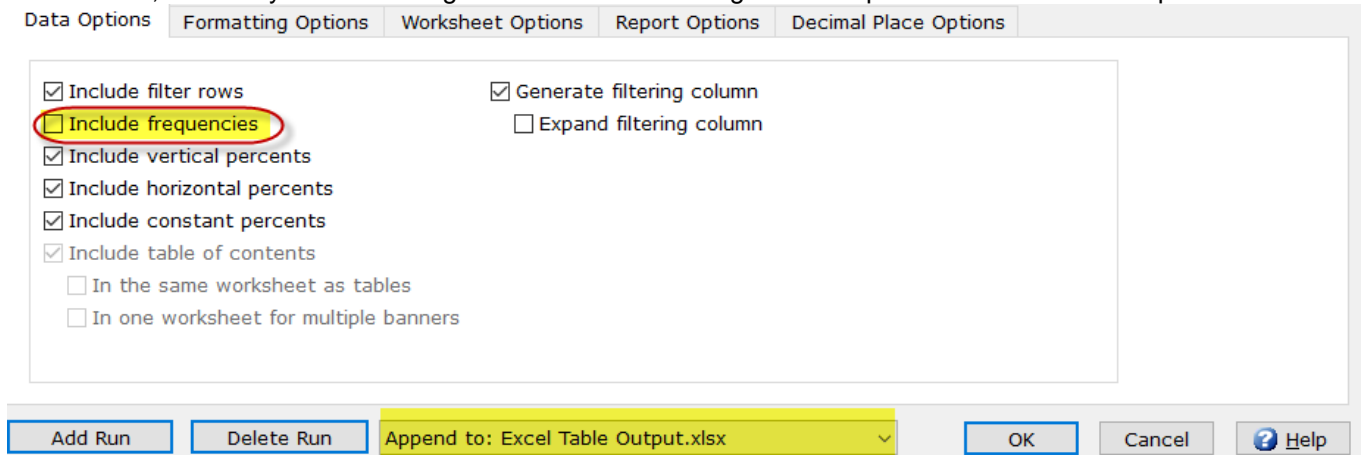 Data Options Formatting Options Worksheet Options Report Options Decimal Place Options
Include filter rows Generate filtering column
Include frequencies Expand filtering column
Include vertical percents
Include horizontal percents
Include constant percents
Include table of contents
In the same worksheet as tables
In one worksheet for multiple banners
Add Run Delete Run Append to: Excel Table Output.xlsx OK Cancel Help